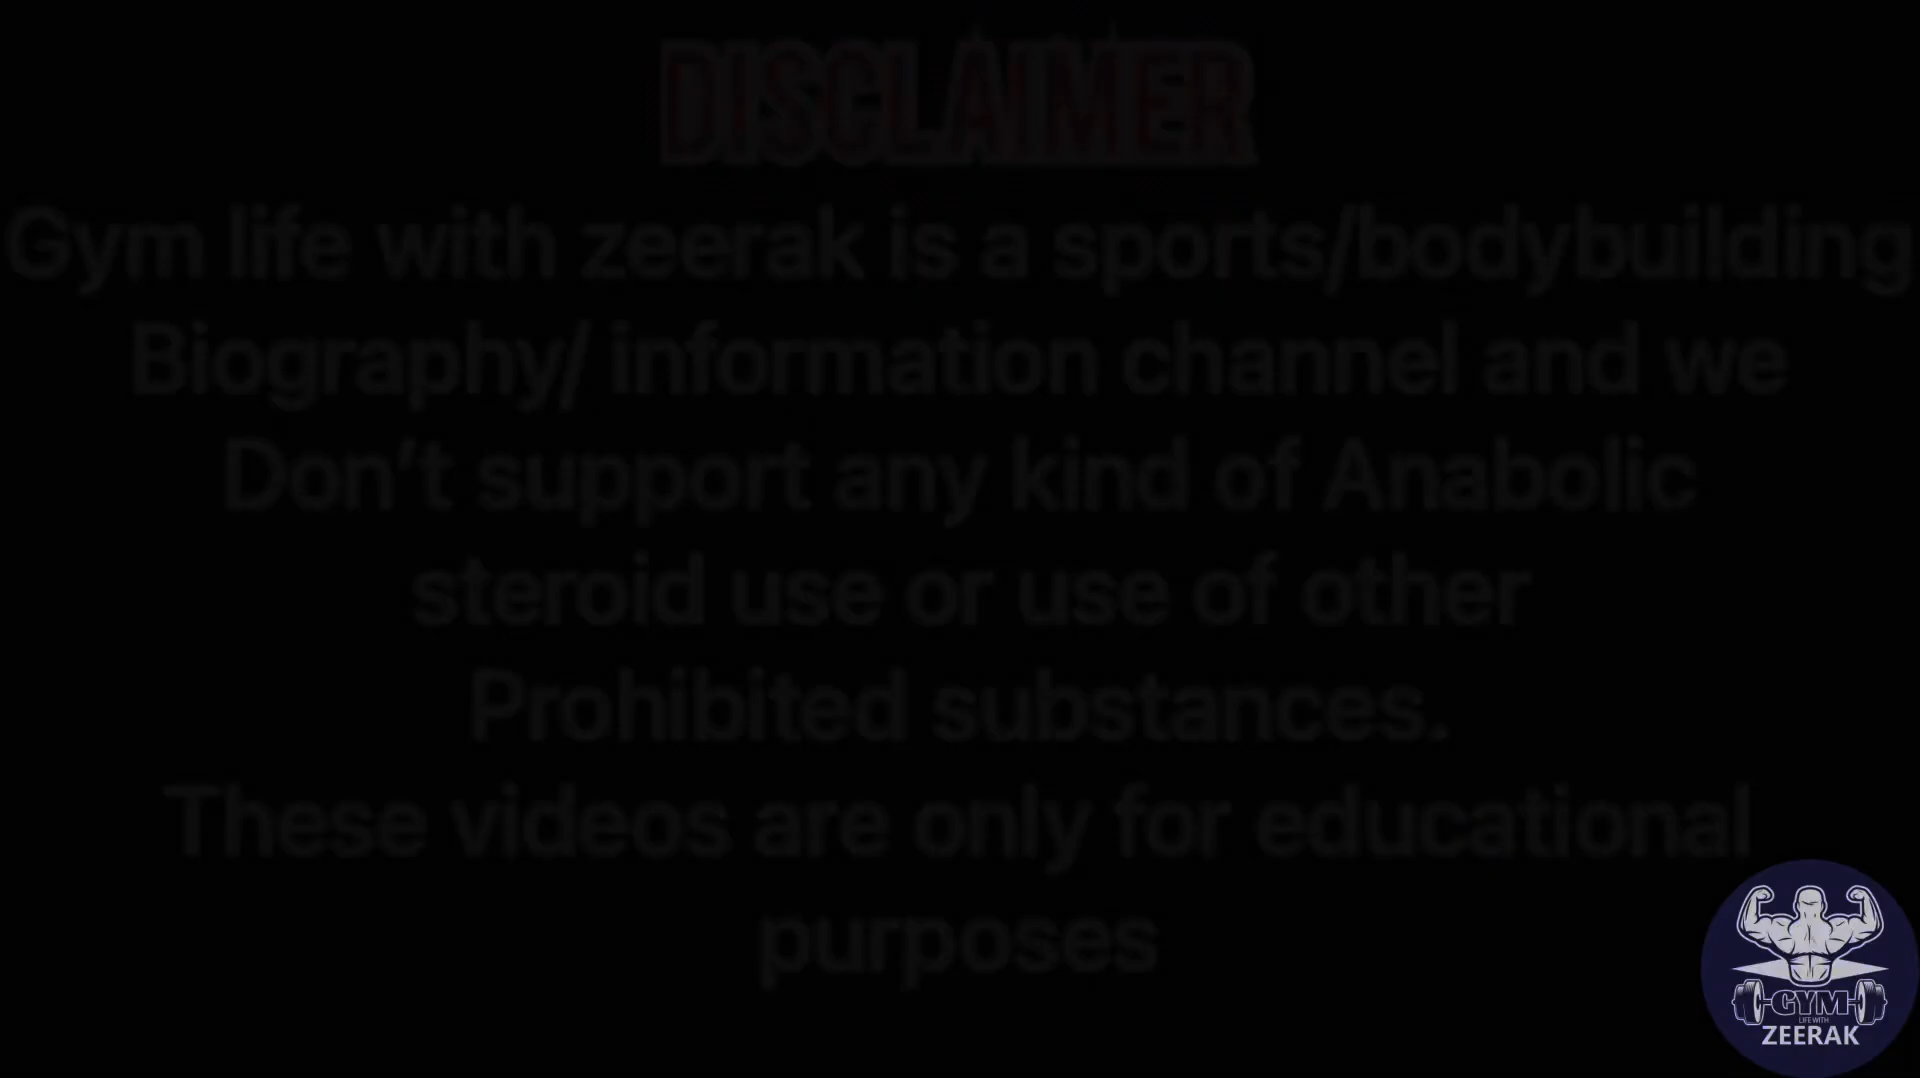 DISCLAIMER
Gym life with zeerak is a sports/bodybuilding
Biography/ information channel and we
Don't support any kind of Anabolic
steroid use or use of other
Prohibited substances.
These videos are only for educational
purposes
GYM
LIFE WITH
ZEERAK